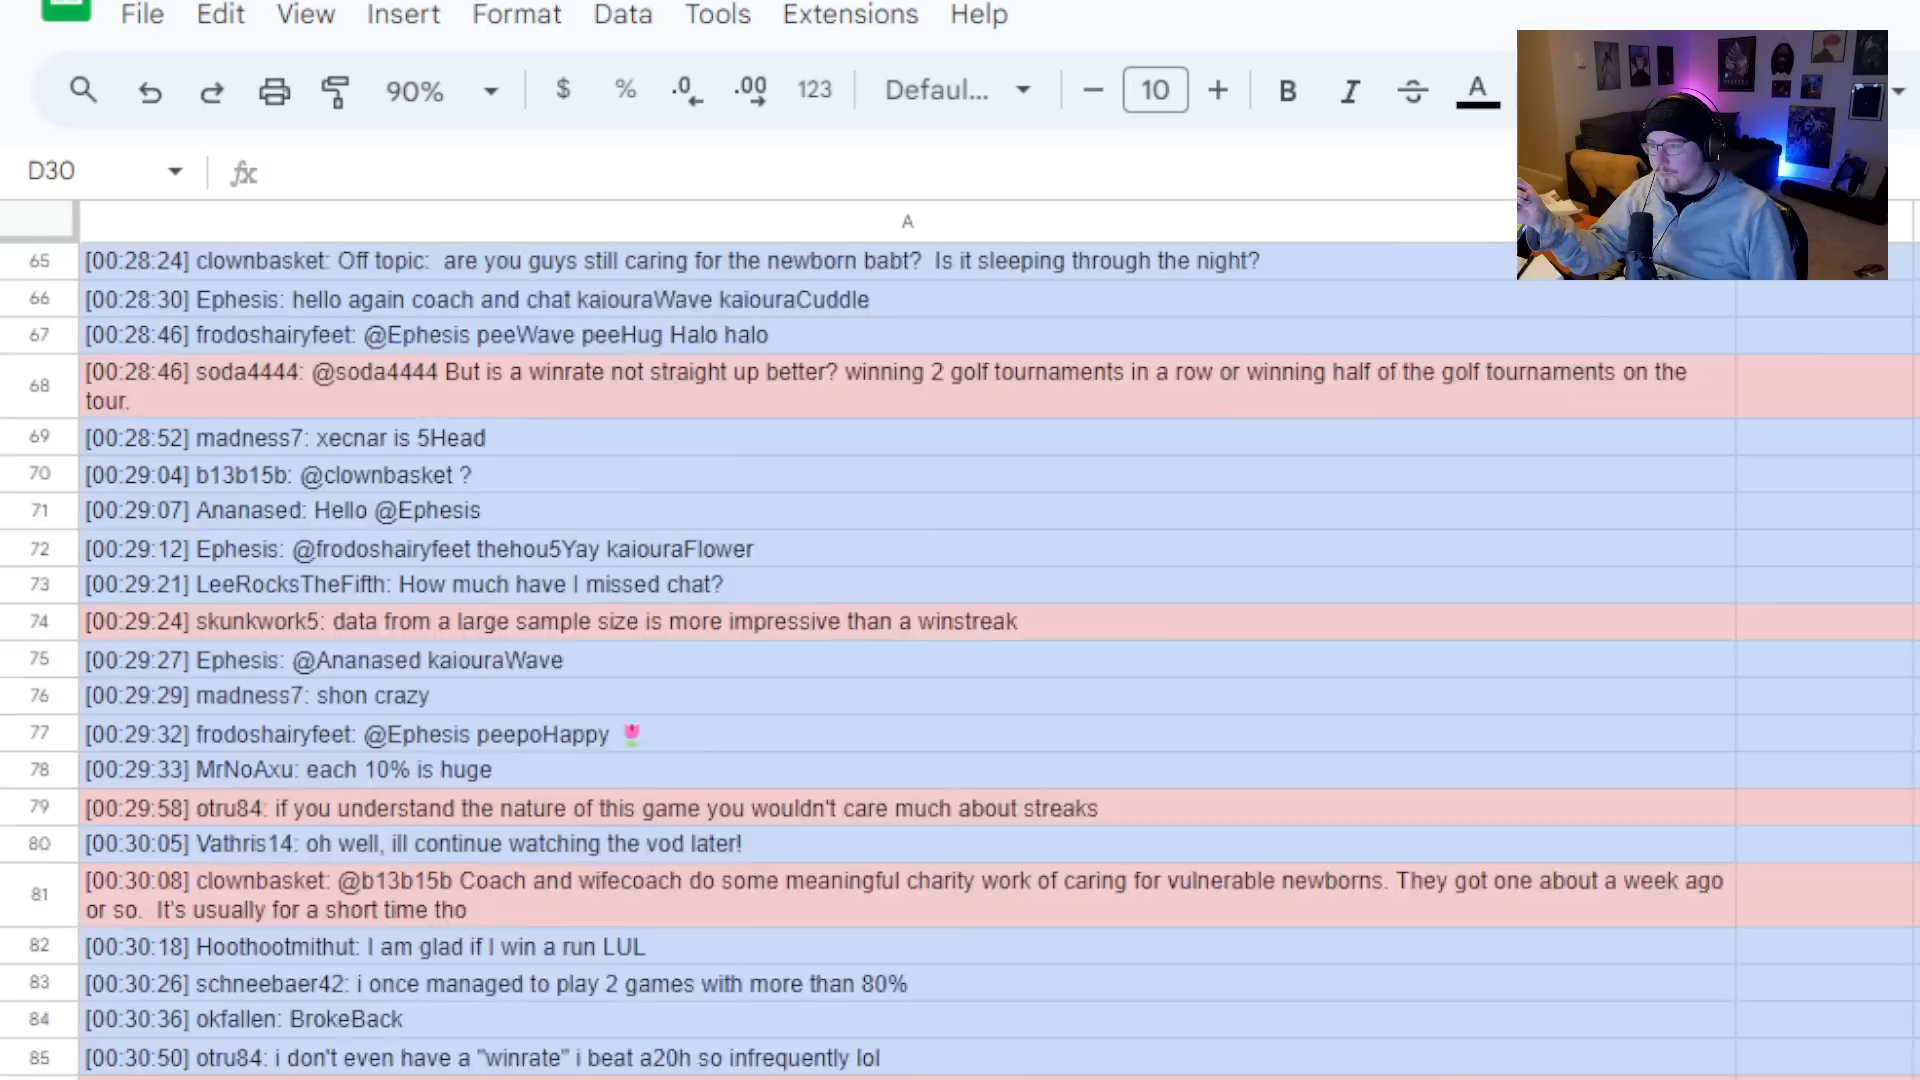 File Edit View Insert Format Data Tools Extensions Help
90% $ % .0 .00 123 Defaul... 10 B I A
D30 fx
A
65 [00:28:24] clownbasket: Off topic:  are you guys still caring for the newborn babt?  Is it sleeping through the night?
66 [00:28:30] Ephesis: hello again coach and chat kaiouraWave kaiouraCuddle
67 [00:28:46] frodoshairyfeet: @Ephesis peeWave peeHug Halo halo
68 [00:28:46] soda4444: @soda4444 But is a winrate not straight up better? winning 2 golf tournaments in a row or winning half of the golf tournaments on the
tour.
69 [00:28:52] madness7: xecnar is 5Head
70 [00:29:04] b13b15b: @clownbasket ?
71 [00:29:07] Ananased: Hello @Ephesis
72 [00:29:12] Ephesis: @frodoshairyfeet thehou5Yay kaiouraFlower
73 [00:29:21] LeeRocksTheFifth: How much have I missed chat?
74 [00:29:24] skunkwork5: data from a large sample size is more impressive than a winstreak
75 [00:29:27] Ephesis: @Ananased kaiouraWave
76 [00:29:29] madness7: shon crazy
77 [00:29:32] frodoshairyfeet: @Ephesis peepoHappy 🌷
78 [00:29:33] MrNoAxu: each 10% is huge
79 [00:29:58] otru84: if you understand the nature of this game you wouldn't care much about streaks
80 [00:30:05] Vathris14: oh well, ill continue watching the vod later!
81 [00:30:08] clownbasket: @b13b15b Coach and wifecoach do some meaningful charity work of caring for vulnerable newborns. They got one about a week ago
or so.  It's usually for a short time tho
82 [00:30:18] Hoothootmithut: I am glad if I win a run LUL
83 [00:30:26] schneebaer42: i once managed to play 2 games with more than 80%
84 [00:30:36] okfallen: BrokeBack
85 [00:30:50] otru84: i don't even have a "winrate" i beat a20h so infrequently lol